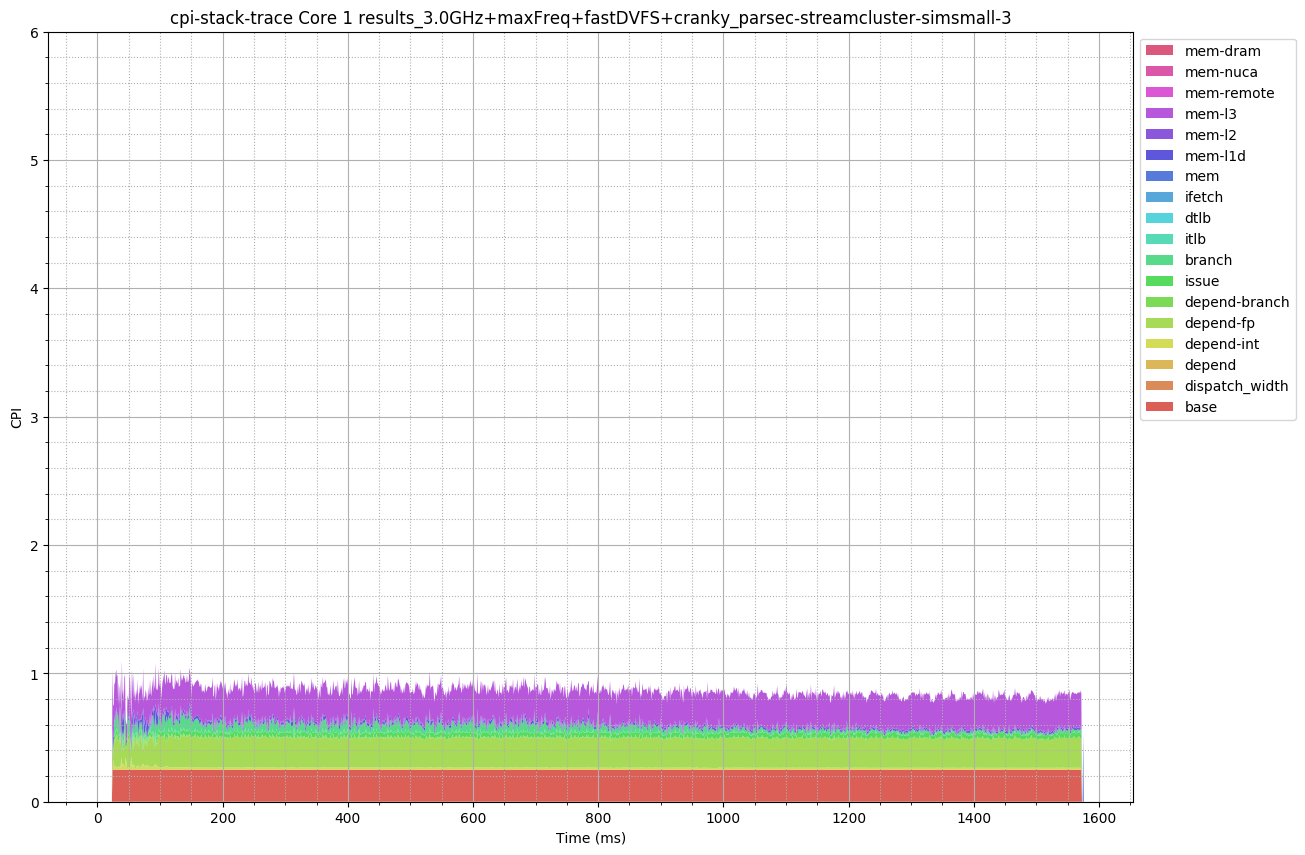 cpi-stack-trace Core 1 results_3.0GHz+maxFreq+fastDVFS+cranky_parsec-streamcluster-simsmall-3
6
5
4
3
2
1
0
CPI
0 200 400 600 800 1000 1200 1400 1600
Time (ms)
mem-dram
mem-nuca
mem-remote
mem-l3
mem-l2
mem-l1d
mem
ifetch
dtlb
itlb
branch
issue
depend-branch
depend-fp
depend-int
depend
dispatch_width
base